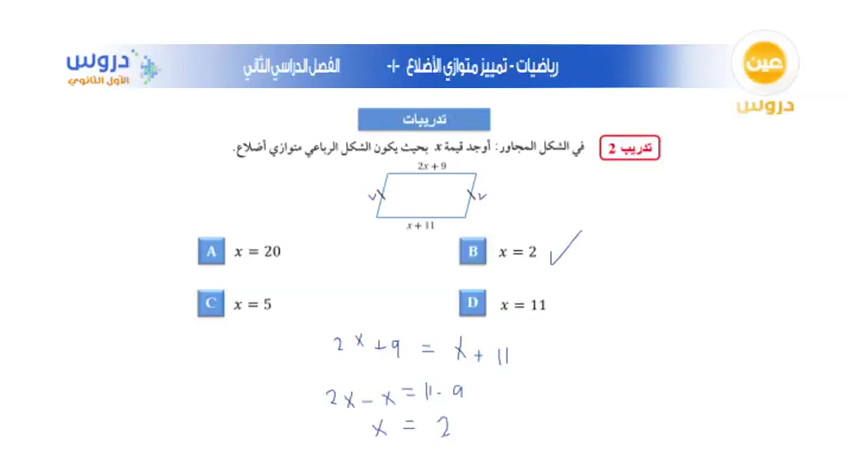 دروس
الأول الثانوي
رياضيات - تمييز متوازي الأضلاع -١-
الفصل الدراسي الثاني
عين
دروس
تدريبات
تدريب 2
في الشكل المجاور: أوجد قيمة x بحيث يكون الشكل الرباعي متوازي أضلاع.
2x + 9
x + 11
A x = 20
B x = 2
C x = 5
D x = 11
2x + 9 = x + 11
2x - x = 11 - 9
x = 2